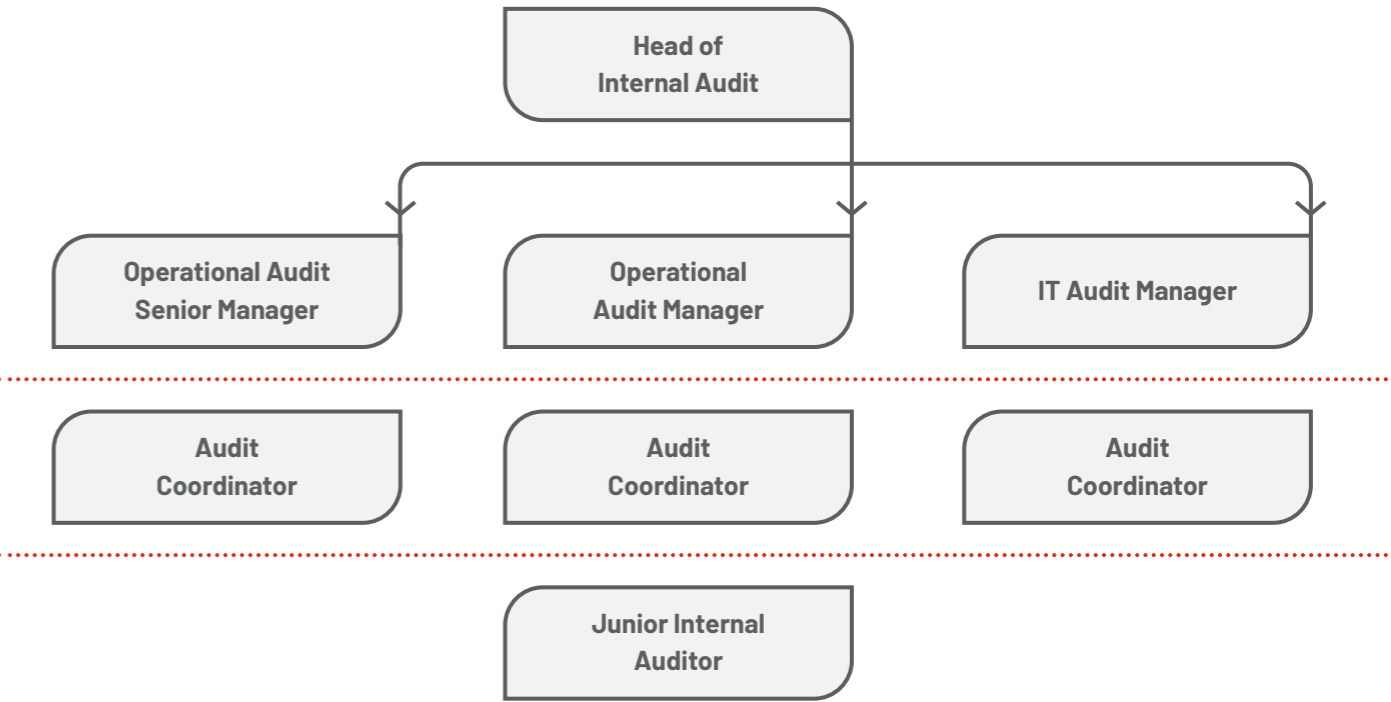 Head of
Internal Audit
Operational Audit
Senior Manager
Operational
Audit Manager
IT Audit Manager
Audit
Coordinator
Audit
Coordinator
Audit
Coordinator
Junior Internal
Auditor